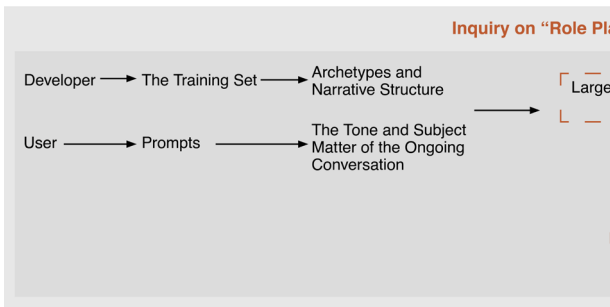 Inquiry on “Role
Developer
The Training Set
Archetypes and
Narrative Structure
Large
User
Prompts
The Tone and Subject
Matter of the Ongoing
Conversation